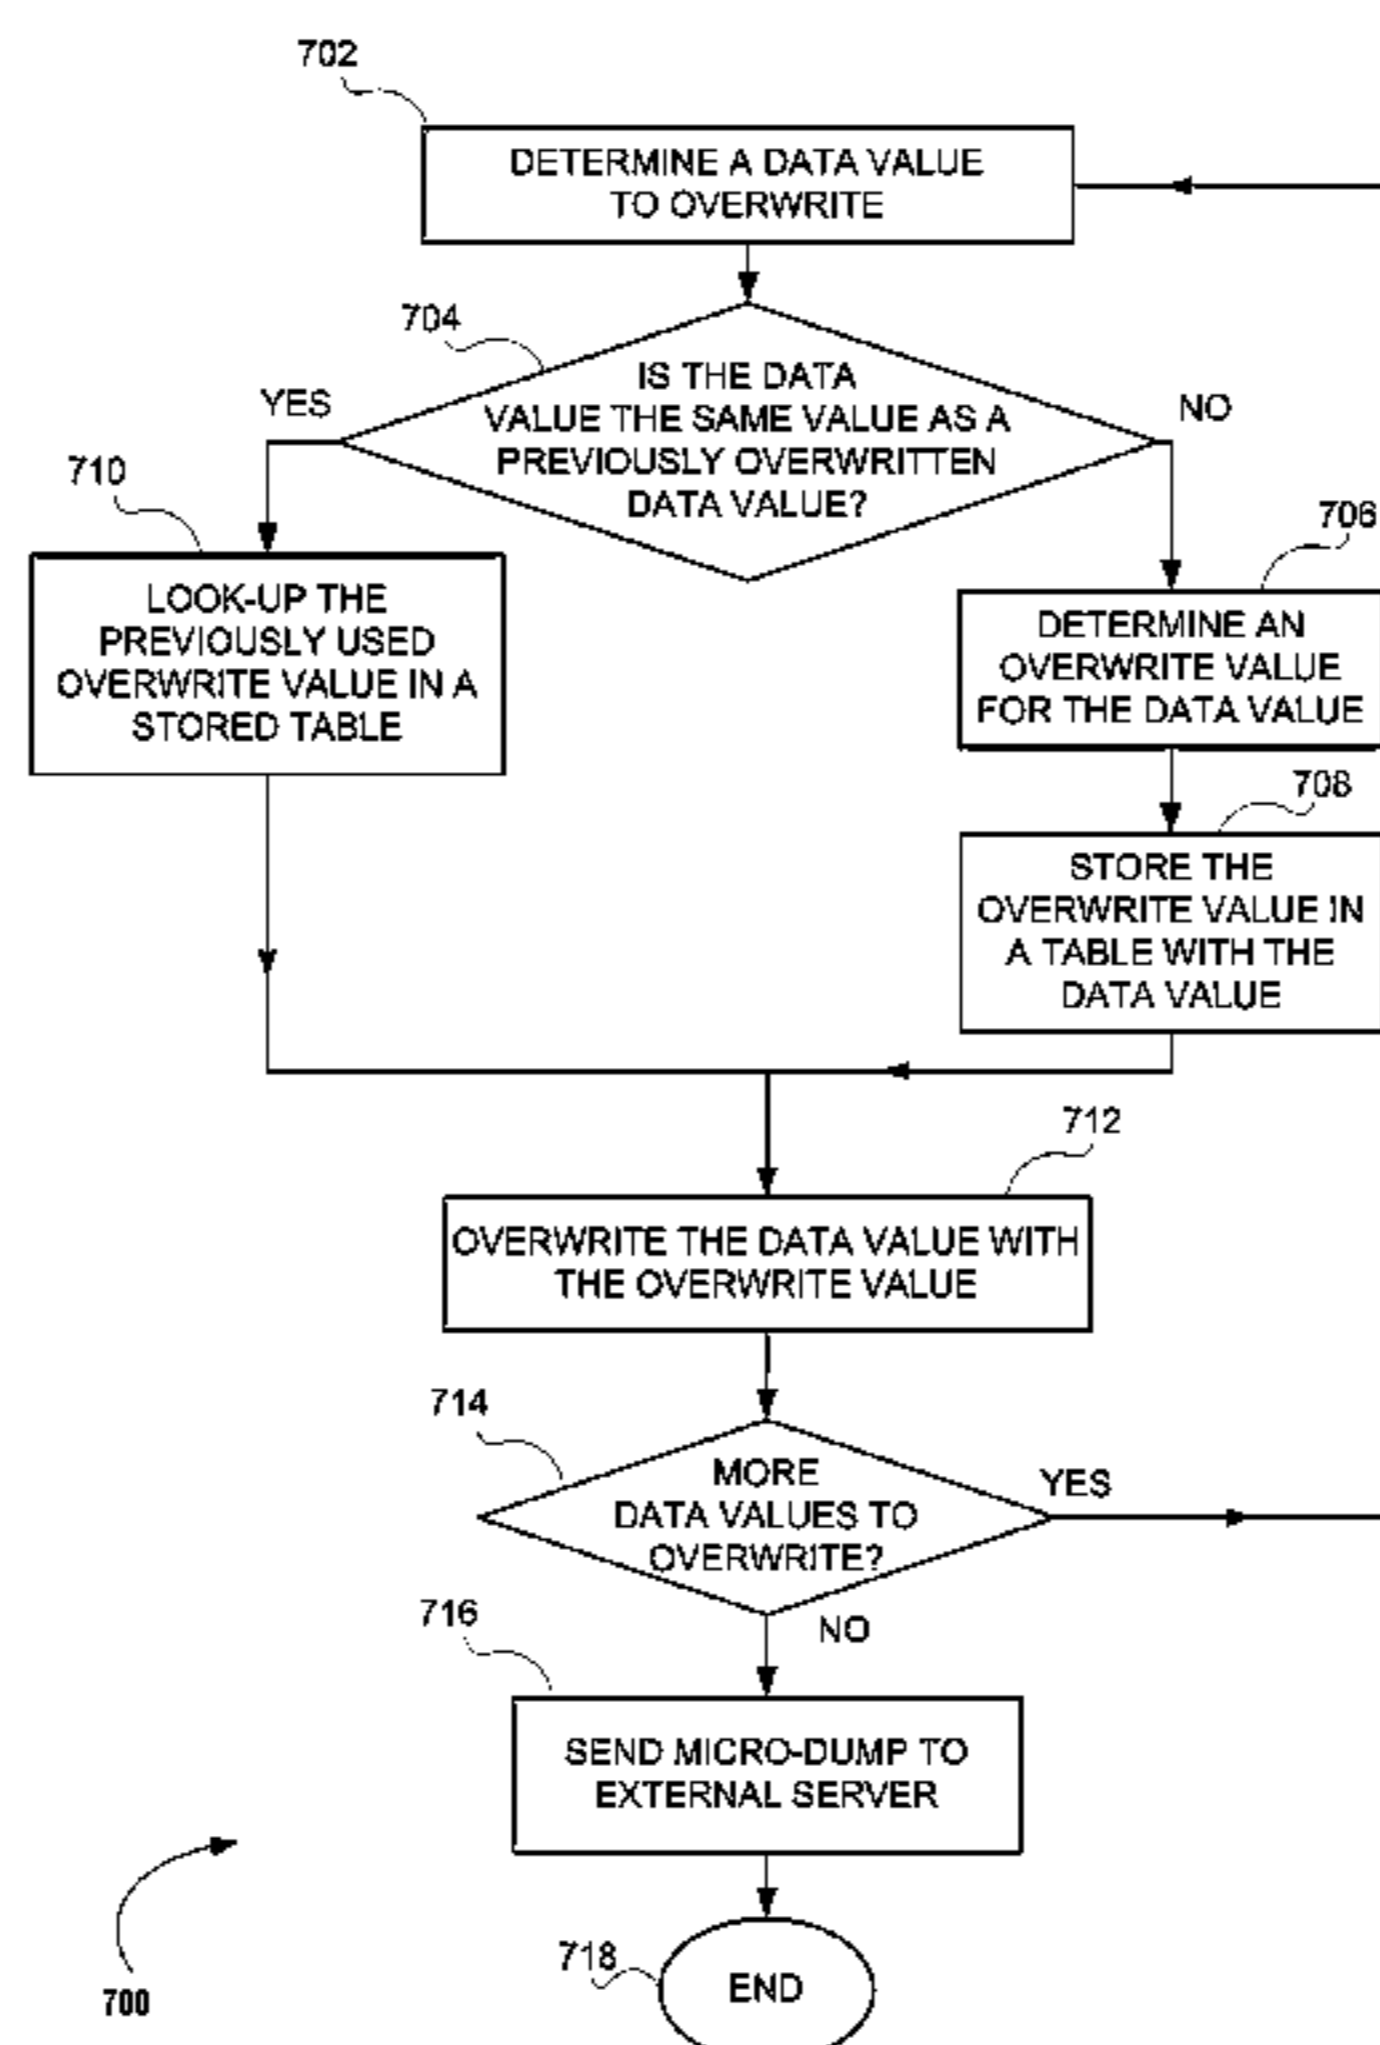 702
DETERMINE A DATA VALUE
TO OVERWRITE
704
IS THE DATA
VALUE THE SAME VALUE AS A
PREVIOUSLY OVERWRITTEN
DATA VALUE?
YES
NO
710
LOOK-UP THE
PREVIOUSLY USED
OVERWRITE VALUE IN A
STORED TABLE
706
DETERMINE AN
OVERWRITE VALUE
FOR THE DATA VALUE
708
STORE THE
OVERWRITE VALUE IN
A TABLE WITH THE
DATA VALUE
712
OVERWRITE THE DATA VALUE WITH
THE OVERWRITE VALUE
714
MORE
DATA VALUES TO
OVERWRITE?
YES
NO
716
SEND MICRO-DUMP TO
EXTERNAL SERVER
718
END
700